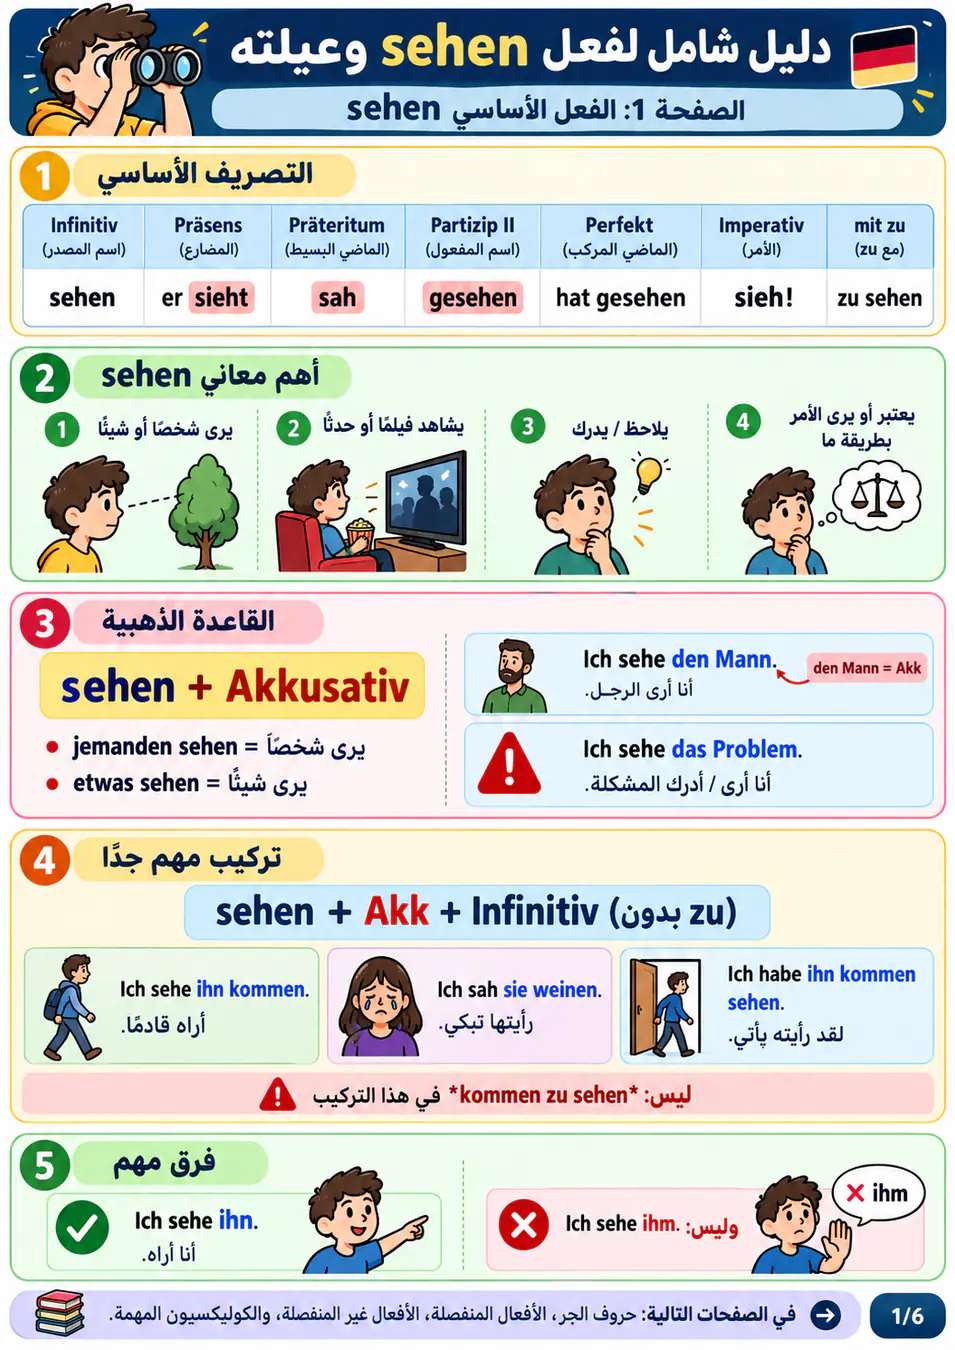 دليل شامل لفعل sehen وعيلته
الصفحة 1: الفعل الأساسي sehen
1 التصريف الأساسي
Infinitiv Präsens Präteritum Partizip II Perfekt Imperativ mit zu
(اسم المصدر) (المضارع) (الماضي البسيط) (اسم المفعول) (الماضي المركب) (الأمر) (مع zu)
sehen er sieht sah gesehen hat gesehen sieh! zu sehen
2 أهم معاني sehen
1 يرى شخصًا أو شيئًا
2 يشاهد فيلمًا أو حدثًا
3 يلاحظ / يدرك
4 يعتبر أو يرى الأمر
بطريقة ما
3 القاعدة الذهبية
sehen + Akkusativ
• jemanden sehen = يرى شخصًا
• etwas sehen = يرى شيئًا
Ich sehe den Mann.
den Mann = Akk
أنا أرى الرجل.
Ich sehe das Problem.
أنا أرى / أدرك المشكلة.
4 تركيب مهم جدًا
sehen + Akk + Infinitiv (بدون zu)
Ich sehe ihn kommen.
أراه قادمًا.
Ich sah sie weinen.
رأيتها تبكي.
Ich habe ihn kommen
sehen.
لقد رأيته يأتي.
ليس: *kommen zu sehen* في هذا التركيب
5 فرق مهم
Ich sehe ihn.
أنا أراه.
وليس: Ich sehe ihm.
ihm
في الصفحات التالية: حروف الجر، الأفعال المنفصلة، الأفعال غير المنفصلة، والكوليكسيون المهمة.
1/6